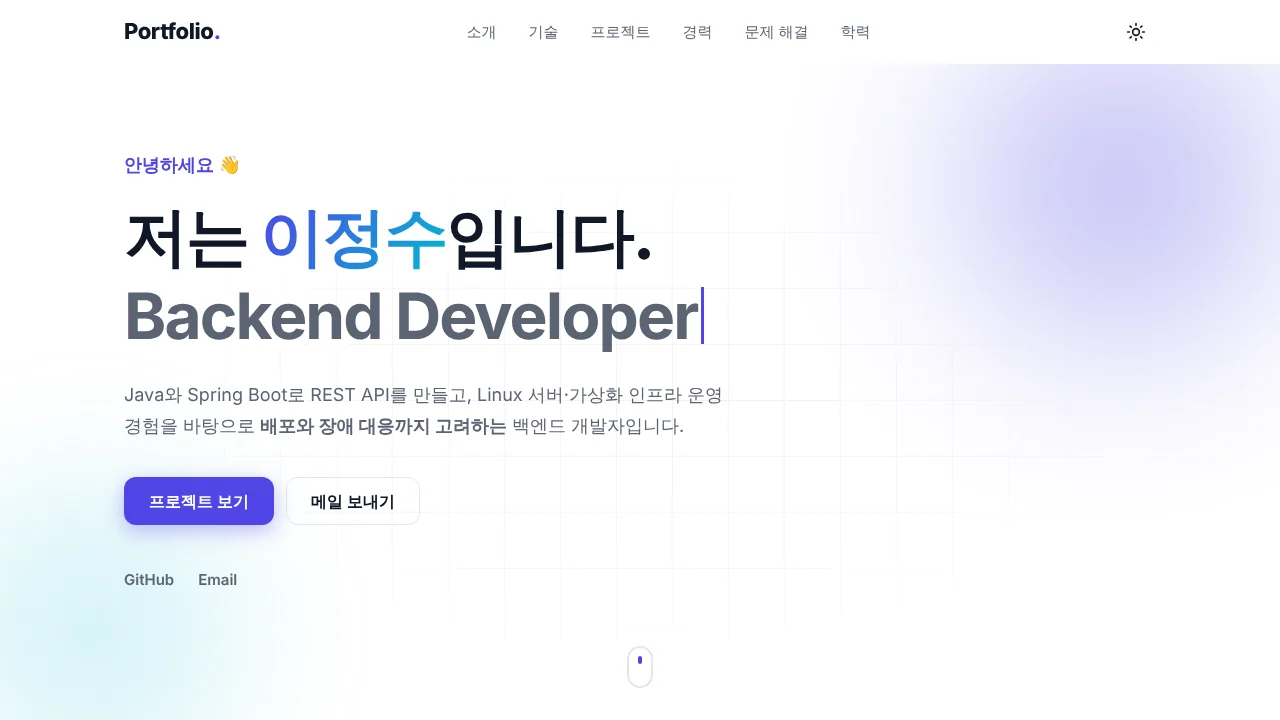 Portfolio.
소개 기술 프로젝트 경력 문제 해결 학력
안녕하세요 👋
저는 이정수입니다.
Backend Developer
Java와 Spring Boot로 REST API를 만들고, Linux 서버·가상화 인프라 운영
경험을 바탕으로 배포와 장애 대응까지 고려하는 백엔드 개발자입니다.
프로젝트 보기 메일 보내기
GitHub Email